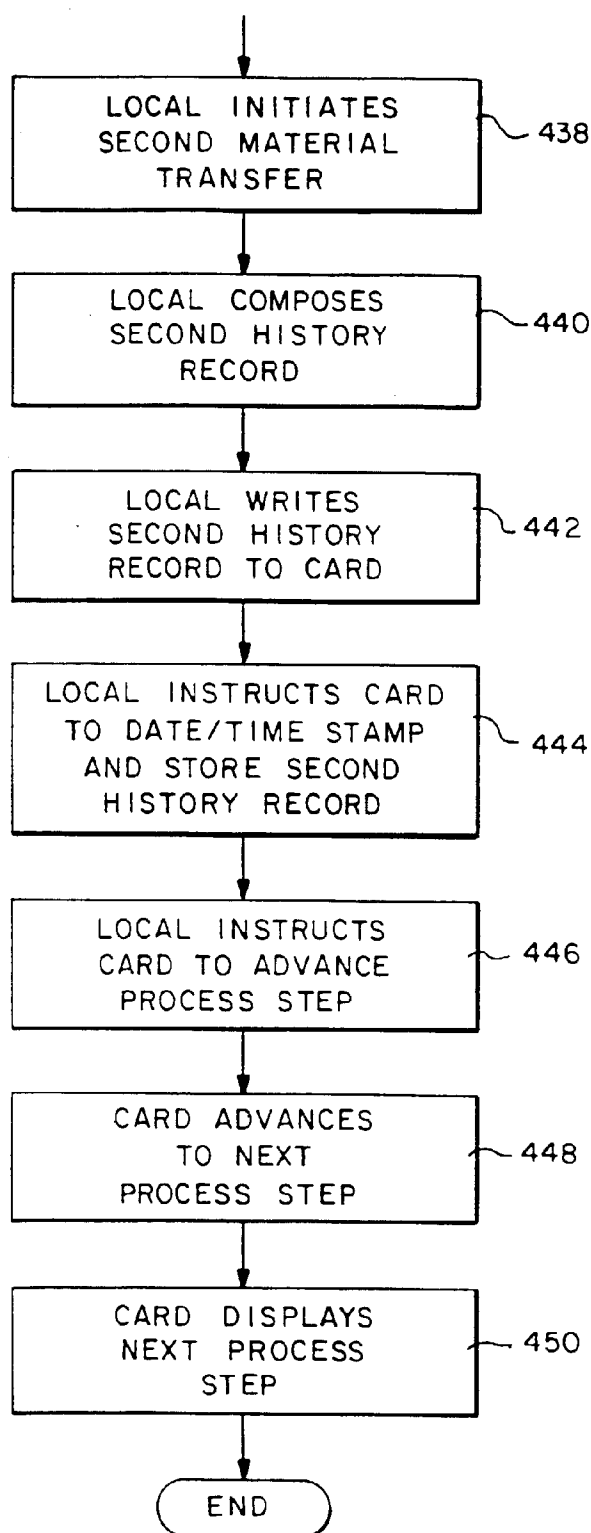 LOCAL INITIATES
SECOND MATERIAL
TRANSFER
438
LOCAL COMPOSES
SECOND HISTORY
RECORD
440
LOCAL WRITES
SECOND HISTORY
RECORD TO CARD
442
LOCAL INSTRUCTS CARD
TO DATE/TIME STAMP
AND STORE SECOND
HISTORY RECORD
444
LOCAL INSTRUCTS
CARD TO ADVANCE
PROCESS STEP
446
CARD ADVANCES
TO NEXT
PROCESS STEP
448
CARD DISPLAYS
NEXT PROCESS
STEP
450
END